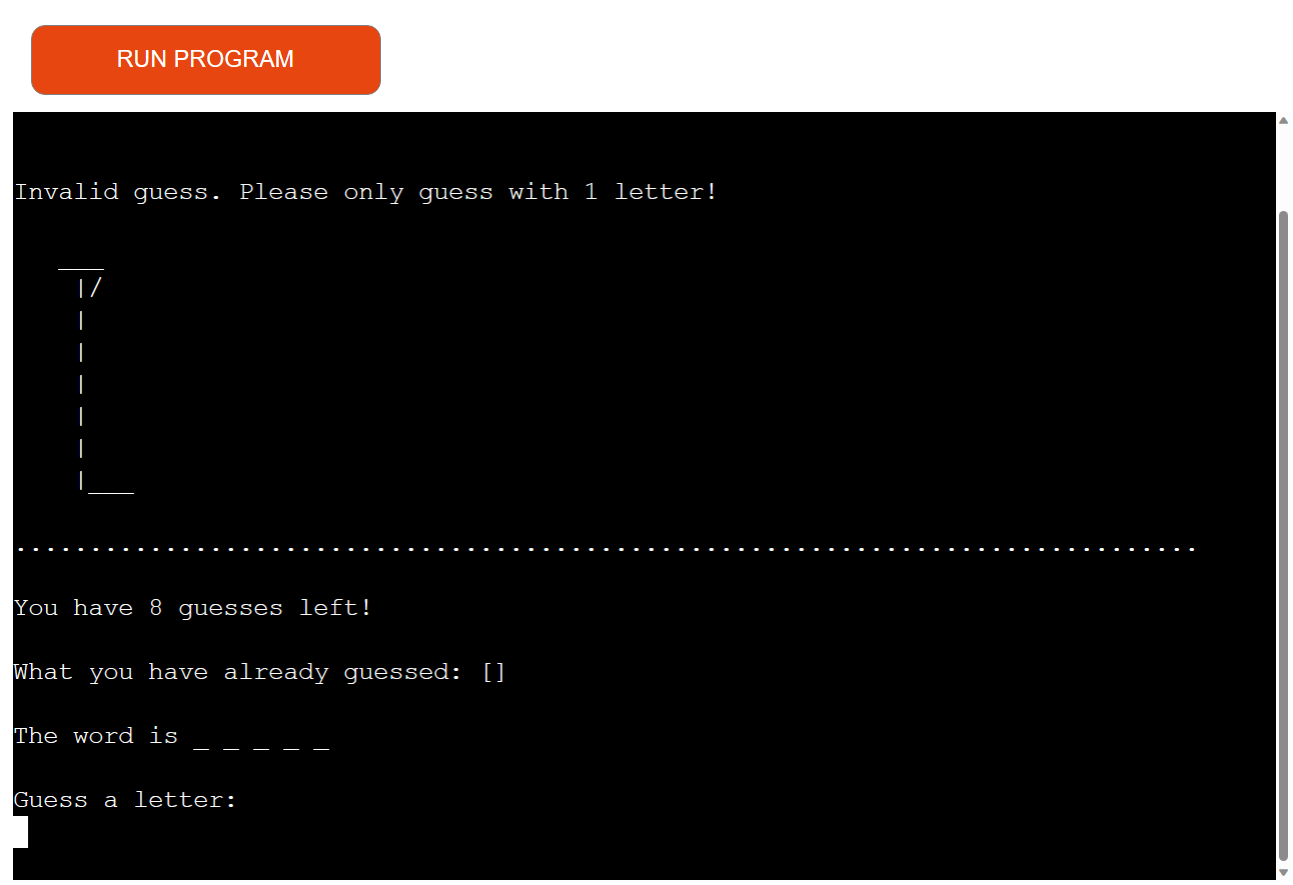 RUN PROGRAM
Invalid guess. Please only guess with 1 letter!
___
|/
|
|
|
|
|
|___
...............................................................................
You have 8 guesses left!
What you have already guessed: []
The word is _ _ _ _ _
Guess a letter: